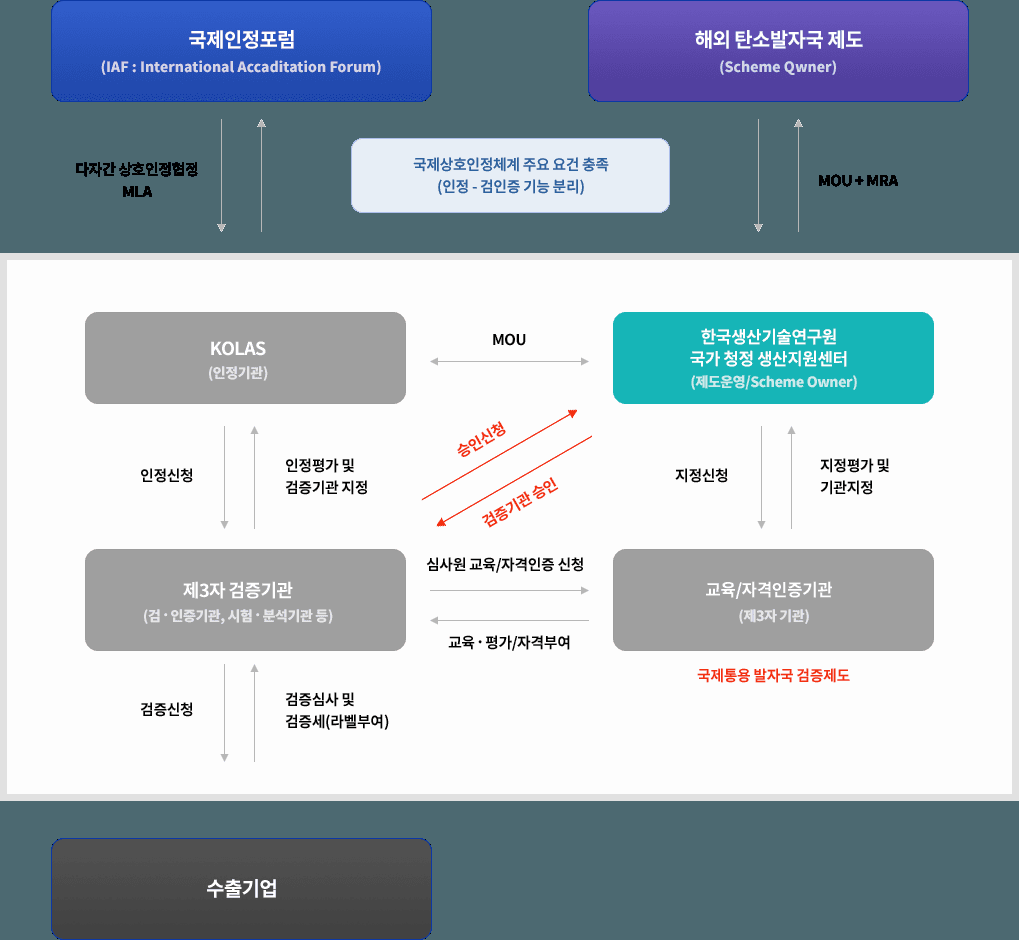 국제인정포럼
(IAF : International Accaditation Forum)
해외 탄소발자국 제도
(Scheme Qwner)
다자간 상호인정협정
MLA
국제상호인정체계 주요 요건 충족
(인정 - 검인증 기능 분리)
MOU + MRA
KOLAS
(인정기관)
MOU
한국생산기술연구원
국가 청정 생산지원센터
(제도운영/Scheme Owner)
승인신청
검증기관 승인
인정신청
인정평가 및
검증기관 지정
지정신청
지정평가 및
기관지정
제3자 검증기관
(검 · 인증기관, 시험 · 분석기관 등)
심사원 교육/자격인증 신청
교육 · 평가/자격부여
교육/자격인증기관
(제3자 기관)
국제통용 발자국 검증제도
검증신청
검증심사 및
검증세(라벨부여)
수출기업